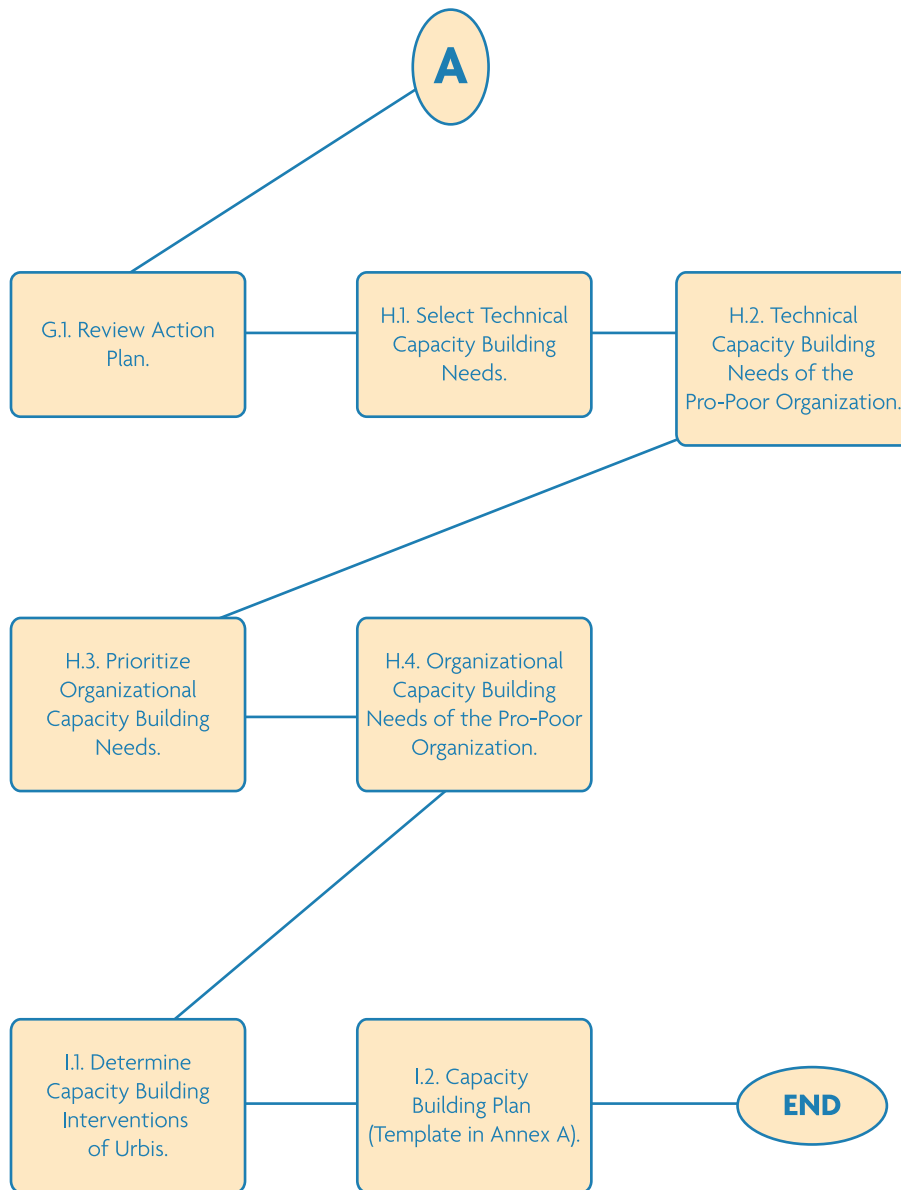 A
G.1. Review Action
Plan.
H.1. Select Technical
Capacity Building
Needs.
H.2. Technical
Capacity Building
Needs of the
Pro-Poor Organization.
H.3. Prioritize
Organizational
Capacity Building
Needs.
H.4. Organizational
Capacity Building
Needs of the Pro-Poor
Organization.
I.1. Determine
Capacity Building
Interventions
of Urbis.
I.2. Capacity
Building Plan
(Template in Annex A).
END